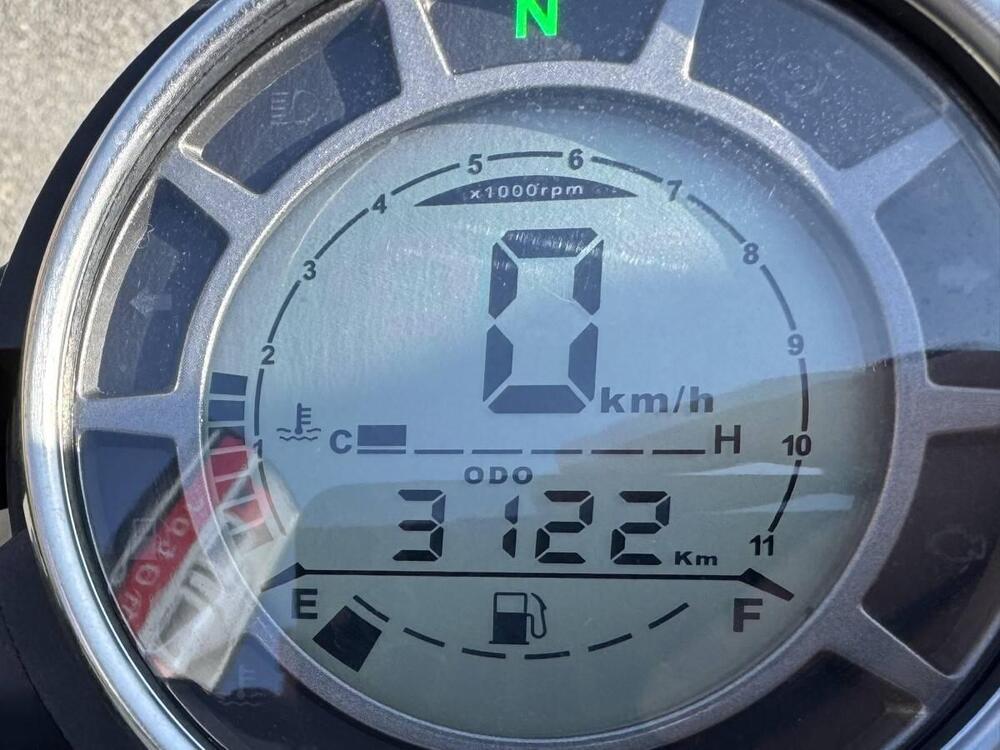 N
5 6
x1000rpm
4 7
3 8
2 9
0 km/h
1 C H 10
ODO
3122 Km 11
E F